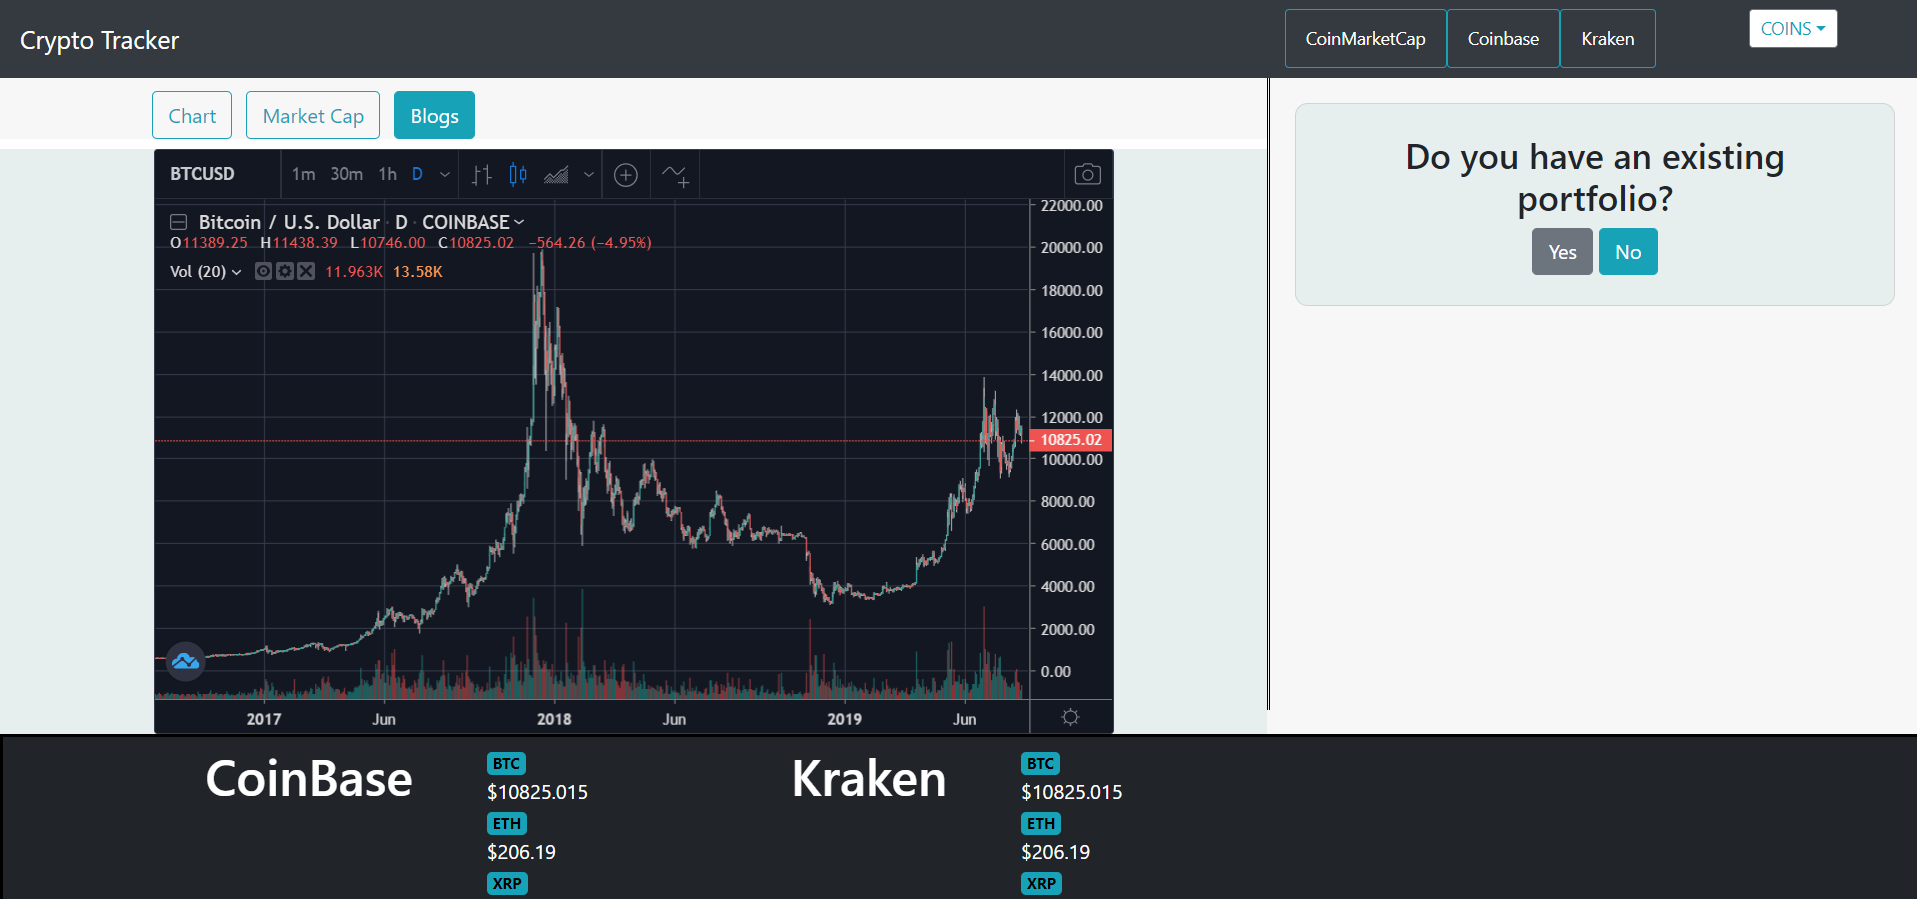 Crypto Tracker
CoinMarketCap Coinbase Kraken
COINS
Chart Market Cap Blogs
Do you have an existing
portfolio?
Yes No
BTCUSD 1m 30m 1h D
Bitcoin / U.S. Dollar · D · COINBASE
O11389.25 H11438.39 L10746.00 C10825.02 −564.26 (−4.95%)
Vol (20) 11.963K 13.58K
22000.00
20000.00
18000.00
16000.00
14000.00
12000.00
10825.02
10000.00
8000.00
6000.00
4000.00
2000.00
0.00
2017 Jun 2018 Jun 2019 Jun
CoinBase
BTC
$10825.015
ETH
$206.19
XRP
Kraken
BTC
$10825.015
ETH
$206.19
XRP